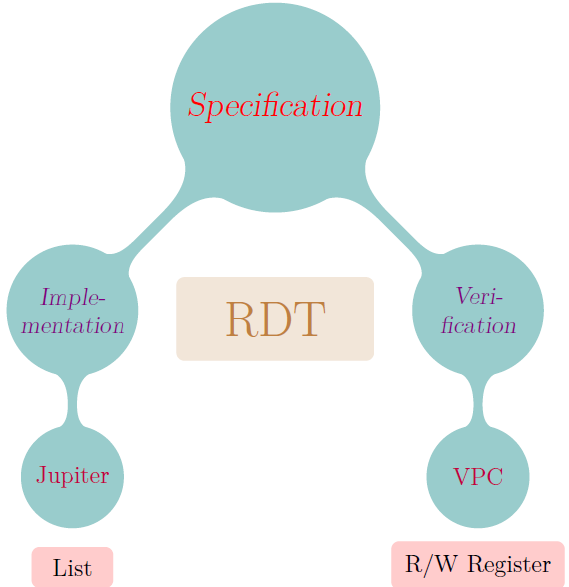 Specification
Imple-
mentation
RDT
Veri-
fication
Jupiter
VPC
List
R/W Register